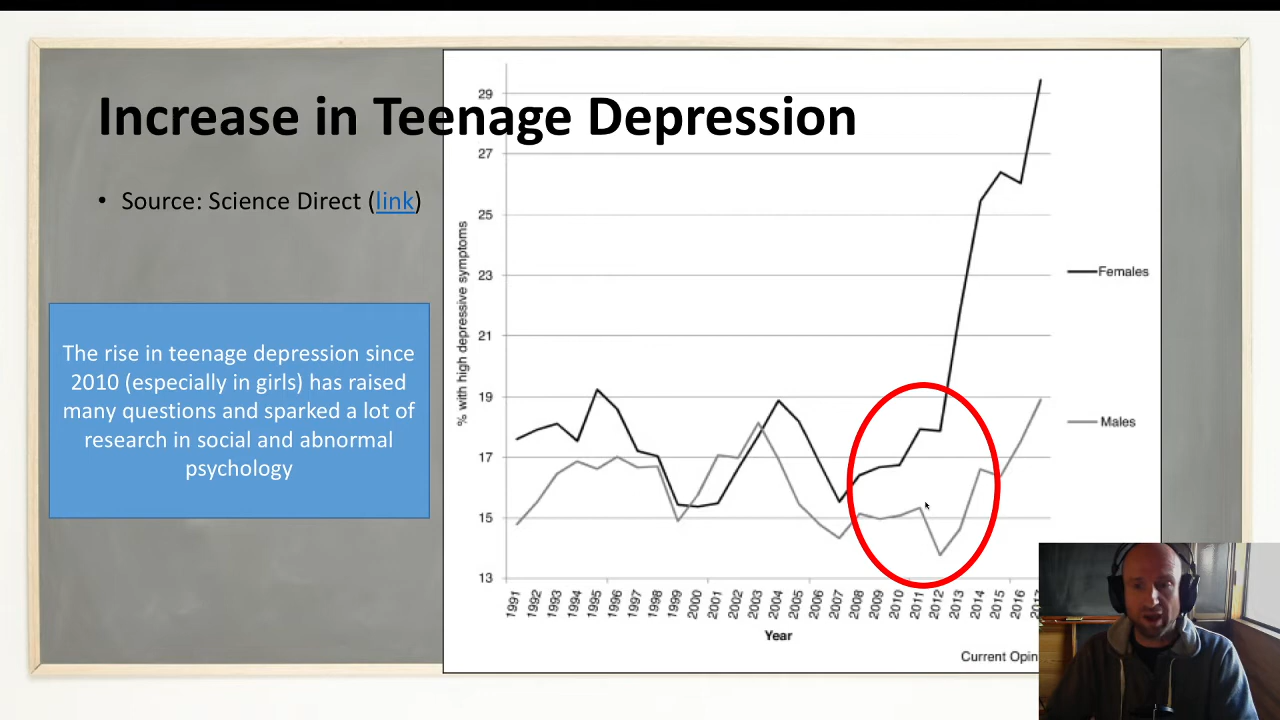 Increase in Teenage Depression
• Source: Science Direct (link)
The rise in teenage depression since
2010 (especially in girls) has raised
many questions and sparked a lot of
research in social and abnormal
psychology
% with high depressive symptoms
29
27
25
23
21
19
17
15
13
Females
Males
1991
1992
1993
1994
1995
1996
1997
1998
1999
2000
2001
2002
2003
2004
2005
2006
2007
2008
2009
2010
2011
2012
2013
2014
2015
2016
Year
Current Opin